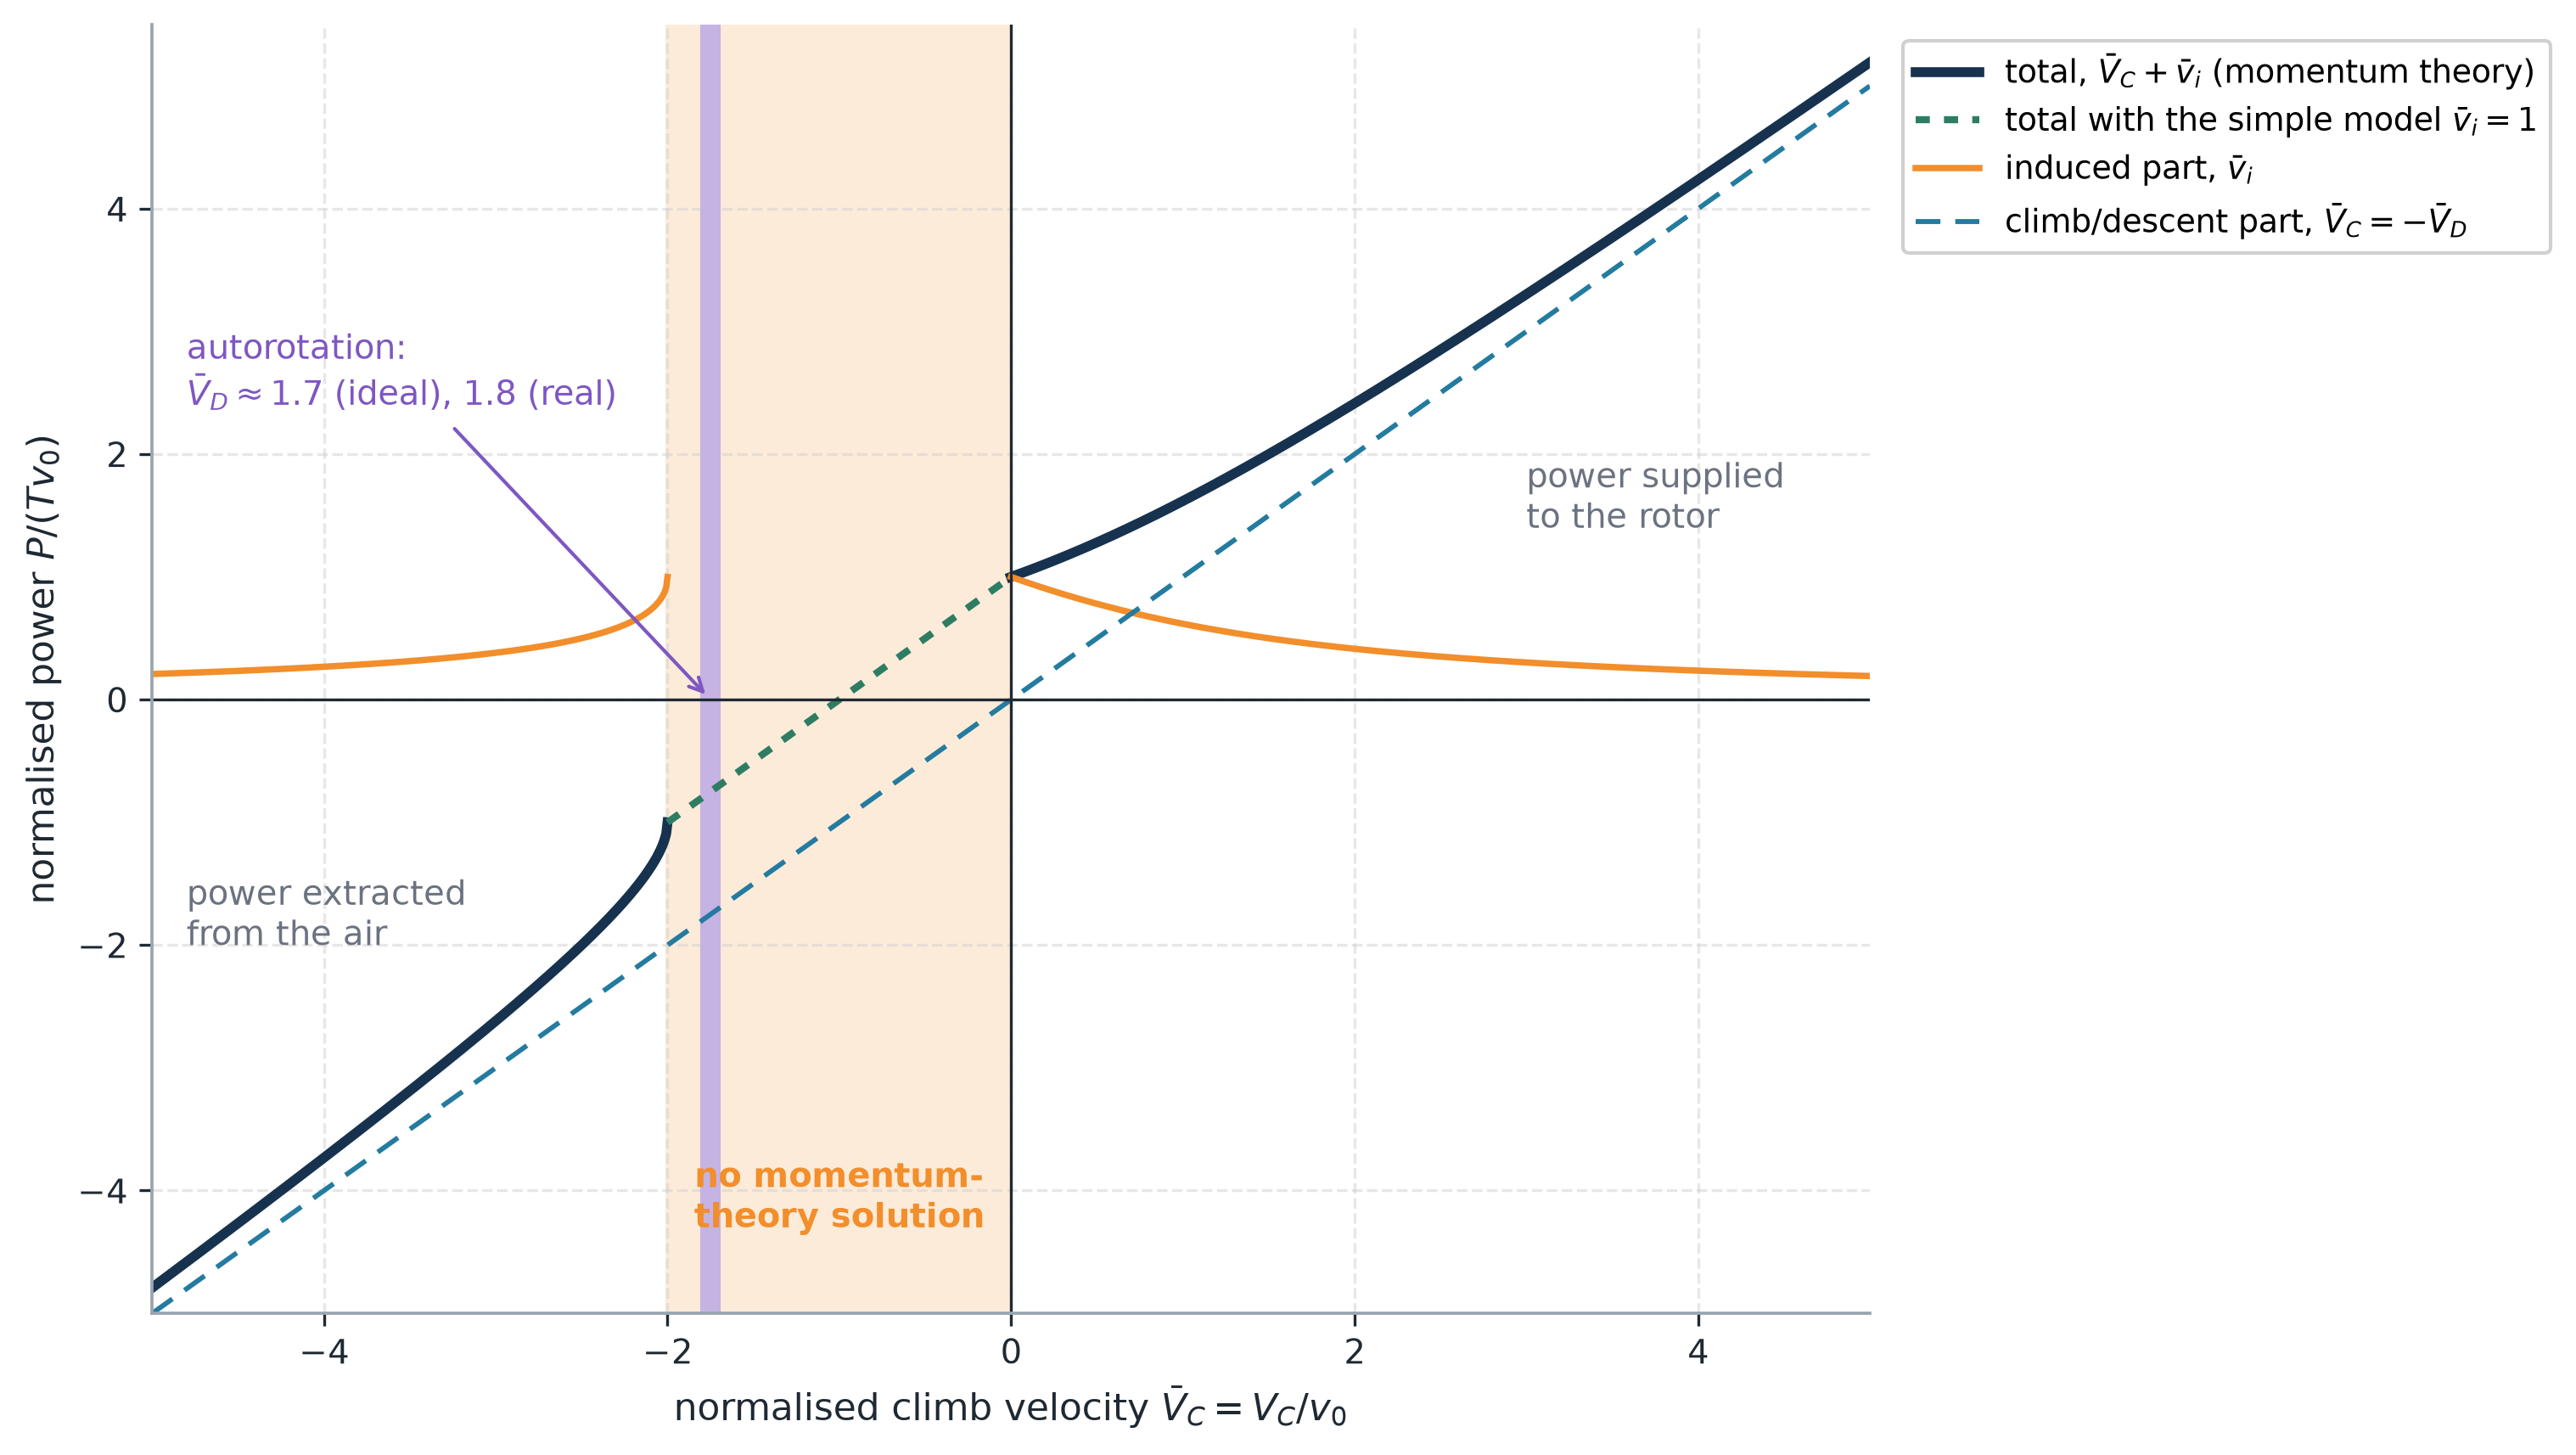 total, V̄_C + v̄_i (momentum theory)
total with the simple model v̄_i = 1
induced part, v̄_i
climb/descent part, V̄_C = −V̄_D
autorotation:
V̄_D ≈ 1.7 (ideal), 1.8 (real)
power supplied
to the rotor
power extracted
from the air
no momentum-
theory solution
normalised power P/(Tv₀)
4
2
0
−2
−4
−4
−2
0
2
4
normalised climb velocity V̄_C = V_C/v₀